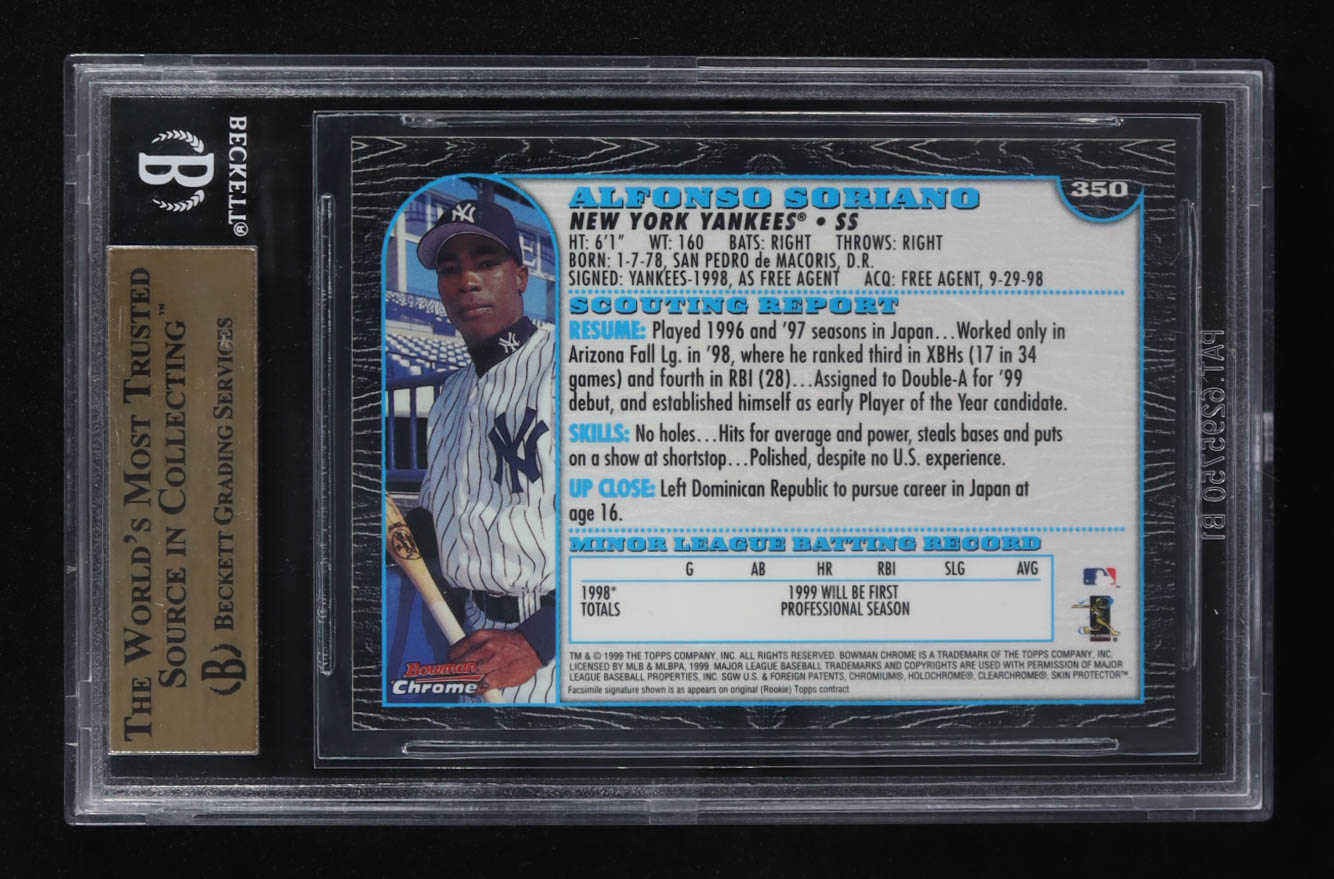 BECKETT®
B
THE WORLD'S MOST TRUSTED
SOURCE IN COLLECTING™
B BECKETT GRADING SERVICES
350
ALFONSO SORIANO
NEW YORK YANKEES® • SS
HT: 6'1" WT: 160 BATS: RIGHT THROWS: RIGHT
BORN: 1-7-78, SAN PEDRO de MACORIS, D.R.
SIGNED: YANKEES-1998, AS FREE AGENT ACQ: FREE AGENT, 9-29-98
SCOUTING REPORT
RESUME: Played 1996 and '97 seasons in Japan...Worked only in
Arizona Fall Lg. in '98, where he ranked third in XBHs (17 in 34
games) and fourth in RBI (28)...Assigned to Double-A for '99
debut, and established himself as early Player of the Year candidate.
SKILLS: No holes...Hits for average and power, steals bases and puts
on a show at shortstop...Polished, despite no U.S. experience.
UP CLOSE: Left Dominican Republic to pursue career in Japan at
age 16.
MINOR LEAGUE BATTING RECORD
G AB HR RBI SLG AVG
1998* 1999 WILL BE FIRST
TOTALS PROFESSIONAL SEASON
TM & © 1999 THE TOPPS COMPANY, INC. ALL RIGHTS RESERVED. BOWMAN CHROME IS A TRADEMARK OF THE TOPPS COMPANY, INC.
LICENSED BY MLB & MLBPA, 1999. MAJOR LEAGUE BASEBALL TRADEMARKS AND COPYRIGHTS ARE USED WITH PERMISSION OF MAJOR
LEAGUE BASEBALL PROPERTIES, INC. SGW U.S. & FOREIGN PATENTS, CHROMIUM®, HOLOCHROME®, CLEARCHROME®, SKIN PROTECTOR™.
Facsimile signature shown is as appears on original (Rookie) Topps contract
Bowman
Chrome